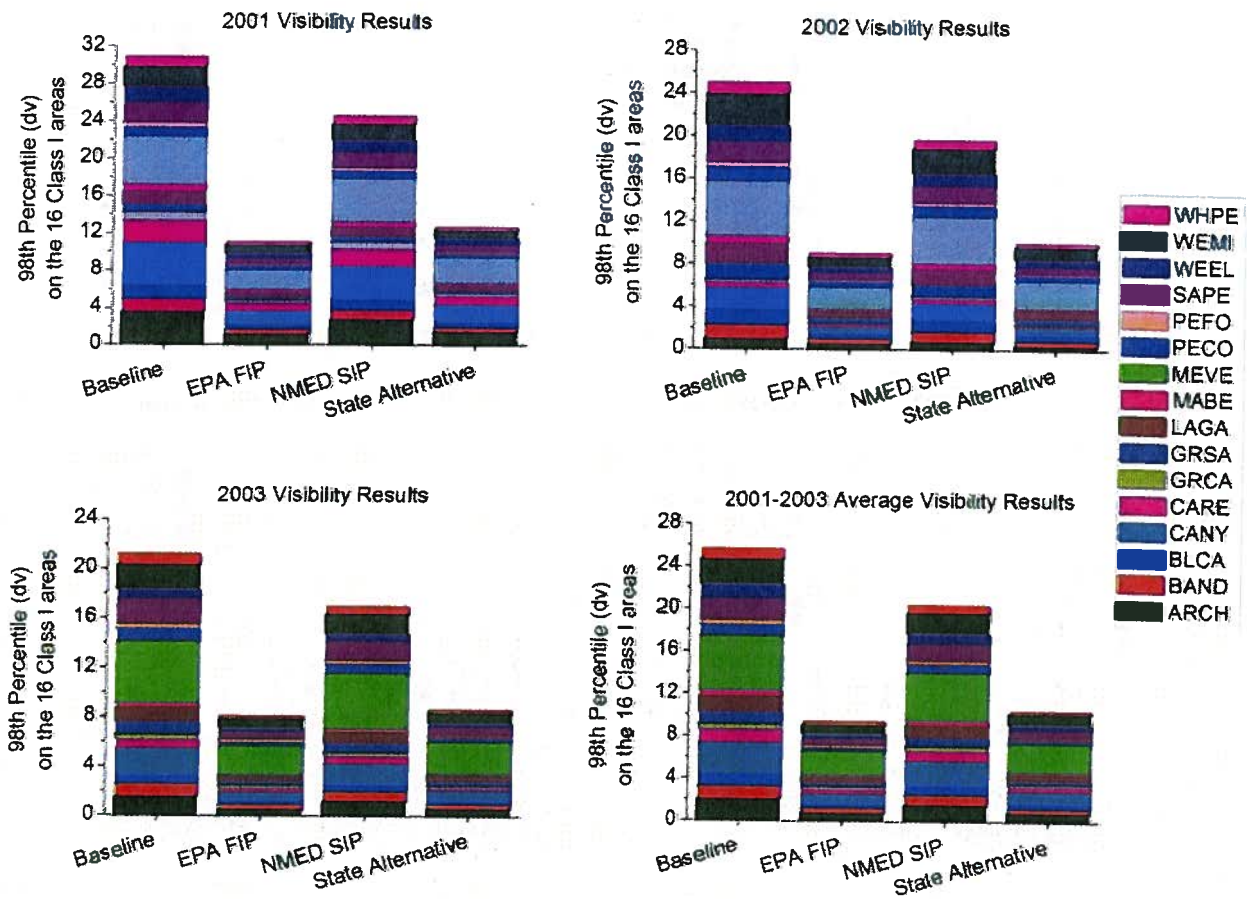 2001 Visibility Results
98th Percentile (dv)
on the 16 Class I areas
32
28
24
20
16
12
8
4
0
Baseline
EPA FIP
NMED SIP
State Alternative
2002 Visibility Results
98th Percentile (dv)
on the 16 Class I areas
28
24
20
16
12
8
4
0
Baseline
EPA FIP
NMED SIP
State Alternative
WHPE
WEMI
WEEL
SAPE
PEFO
PECO
MEVE
MABE
LAGA
GRSA
GRCA
CARE
CANY
BLCA
BAND
ARCH
2003 Visibility Results
98th Percentile (dv)
on the 16 Class I areas
24
20
16
12
8
4
0
Baseline
EPA FIP
NMED SIP
State Alternative
2001-2003 Average Visibility Results
98th Percentile (dv)
on the 16 Class I areas
28
24
20
16
12
8
4
0
Baseline
EPA FIP
NMED SIP
State Alternative